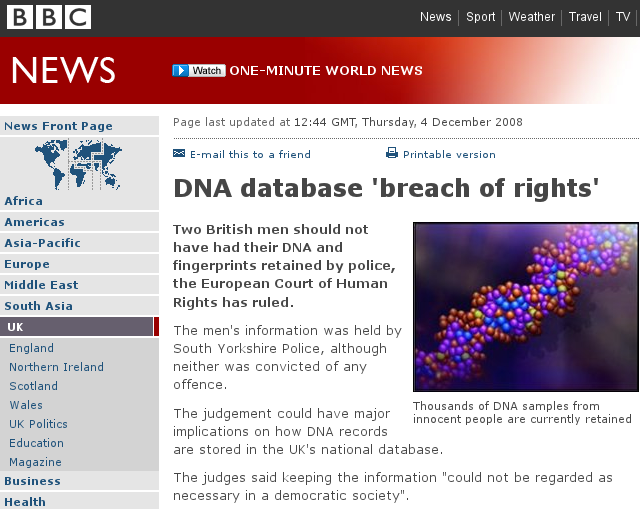 BBC
News Sport Weather Travel TV
NEWS
Watch ONE-MINUTE WORLD NEWS
News Front Page
Africa
Americas
Asia-Pacific
Europe
Middle East
South Asia
UK
England
Northern Ireland
Scotland
Wales
UK Politics
Education
Magazine
Business
Health
Page last updated at 12:44 GMT, Thursday, 4 December 2008
E-mail this to a friend
Printable version
DNA database 'breach of rights'
Two British men should not
have had their DNA and
fingerprints retained by police,
the European Court of Human
Rights has ruled.
The men's information was held by
South Yorkshire Police, although
neither was convicted of any
offence.
Thousands of DNA samples from
innocent people are currently retained
The judgement could have major
implications on how DNA records
are stored in the UK's national database.
The judges said keeping the information "could not be regarded as
necessary in a democratic society".